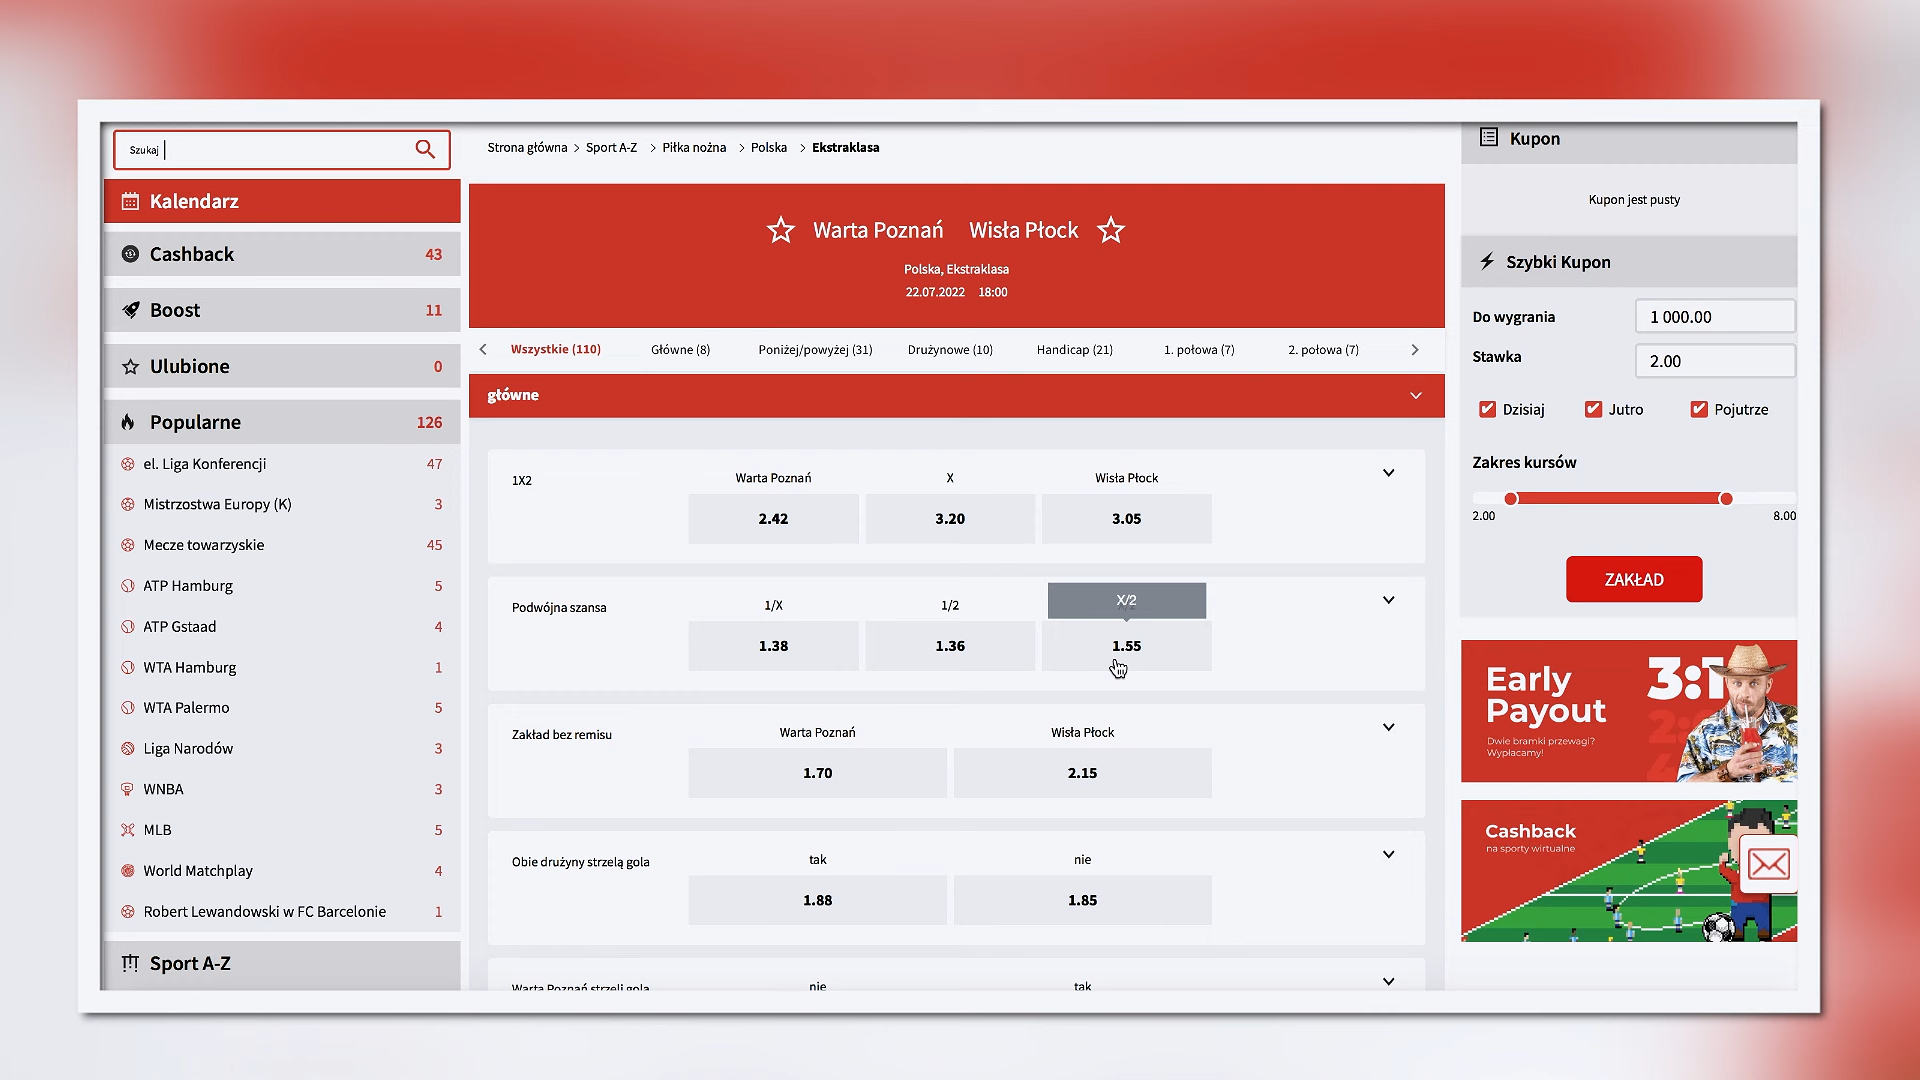 Szukaj
Kalendarz
Cashback 43
Boost 11
Ulubione 0
Popularne 126
el. Liga Konferencji 47
Mistrzostwa Europy (K) 3
Mecze towarzyskie 45
ATP Hamburg 5
ATP Gstaad 4
WTA Hamburg 1
WTA Palermo 5
Liga Narodów 3
WNBA 3
MLB 5
World Matchplay 4
Robert Lewandowski w FC Barcelonie 1
Sport A-Z
Strona główna > Sport A-Z > Piłka nożna > Polska > Ekstraklasa
Warta Poznań Wisła Płock
Polska, Ekstraklasa
22.07.2022 18:00
Wszystkie (110) Główne (8) Poniżej/powyżej (31) Drużynowe (10) Handicap (21) 1. połowa (7) 2. połowa (7)
główne
1X2
Warta Poznań X Wisła Płock
2.42 3.20 3.05
Podwójna szansa
1/X 1/2 X/2
1.38 1.36 1.55
Zakład bez remisu
Warta Poznań Wisła Płock
1.70 2.15
Obie drużyny strzelą gola
tak nie
1.88 1.85
Warta Poznań strzeli gola
nie tak
Kupon
Kupon jest pusty
Szybki Kupon
Do wygrania 1 000.00
Stawka 2.00
Dzisiaj Jutro Pojutrze
Zakres kursów
2.00 8.00
ZAKŁAD
Early
Payout
Dwie bramki przewagi?
Wypłacamy!
3:1
Cashback
na sporty wirtualne